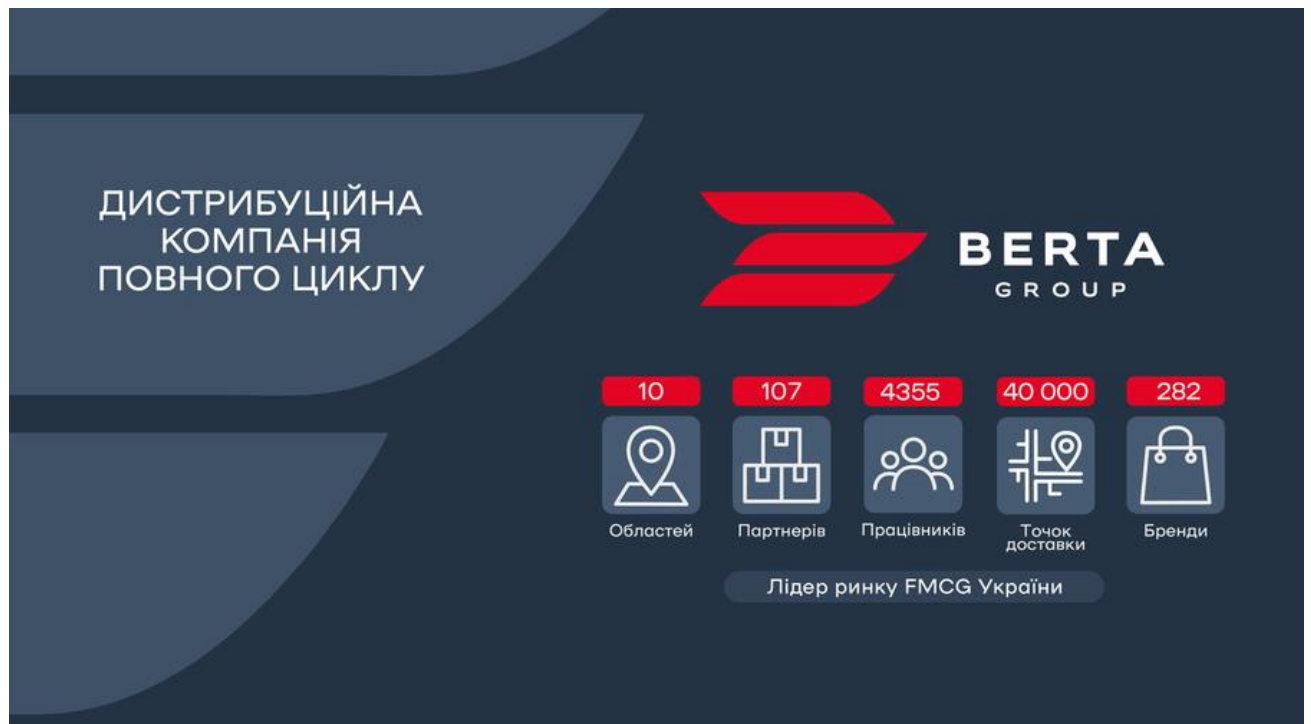 ДИСТРИБУЦІЙНА
КОМПАНІЯ
ПОВНОГО ЦИКЛУ
BERTA
GROUP
10
107
4355
40 000
282
Областей
Партнерів
Працівників
Точок
доставки
Бренди
Лідер ринку FMCG України